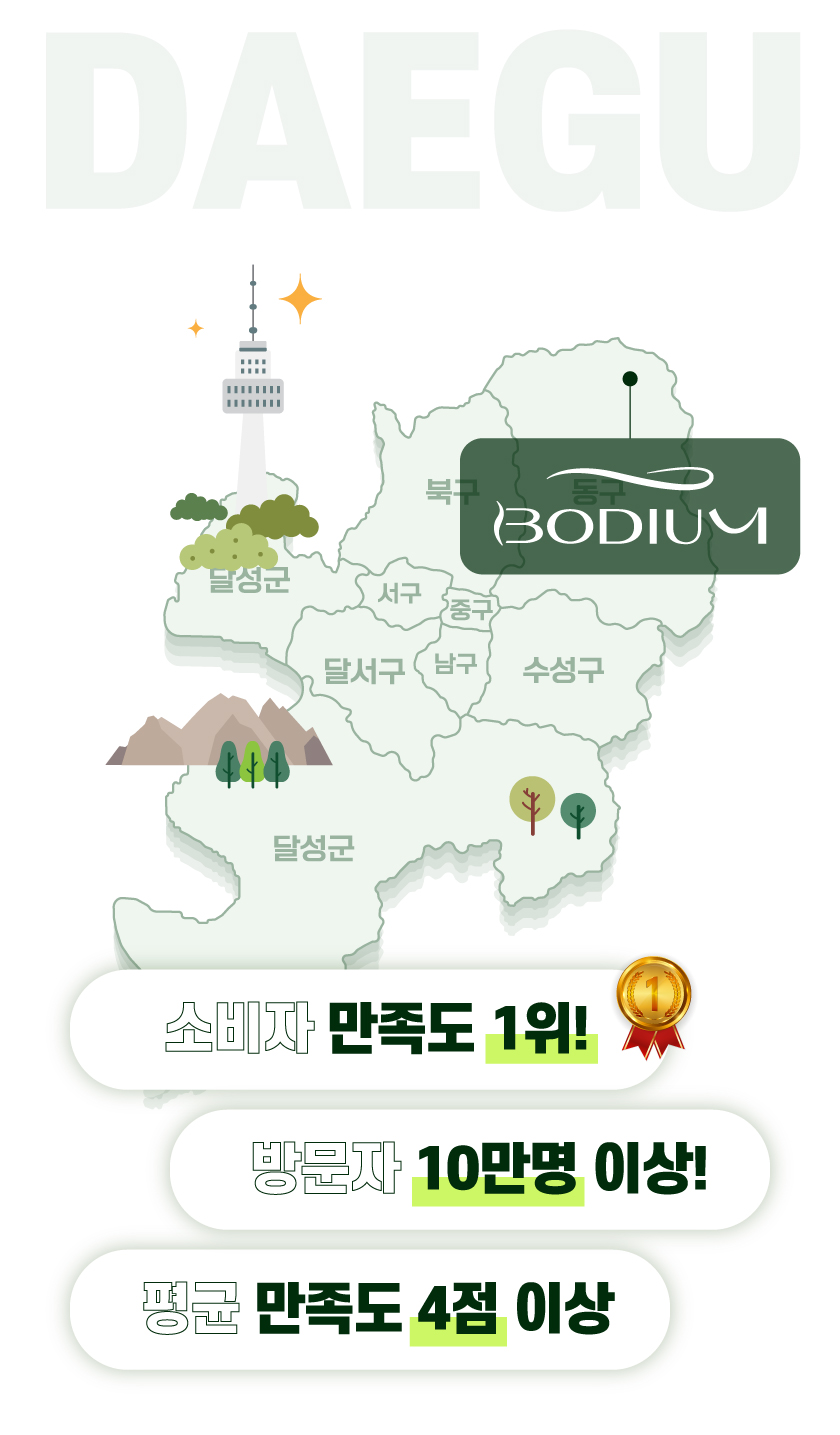 DAEGU
북구
동구
BODIUM
달성군
서구
중구
달서구
남구
수성구
달성군
소비자 만족도 1위!
1
방문자 10만명 이상!
평균 만족도 4점 이상